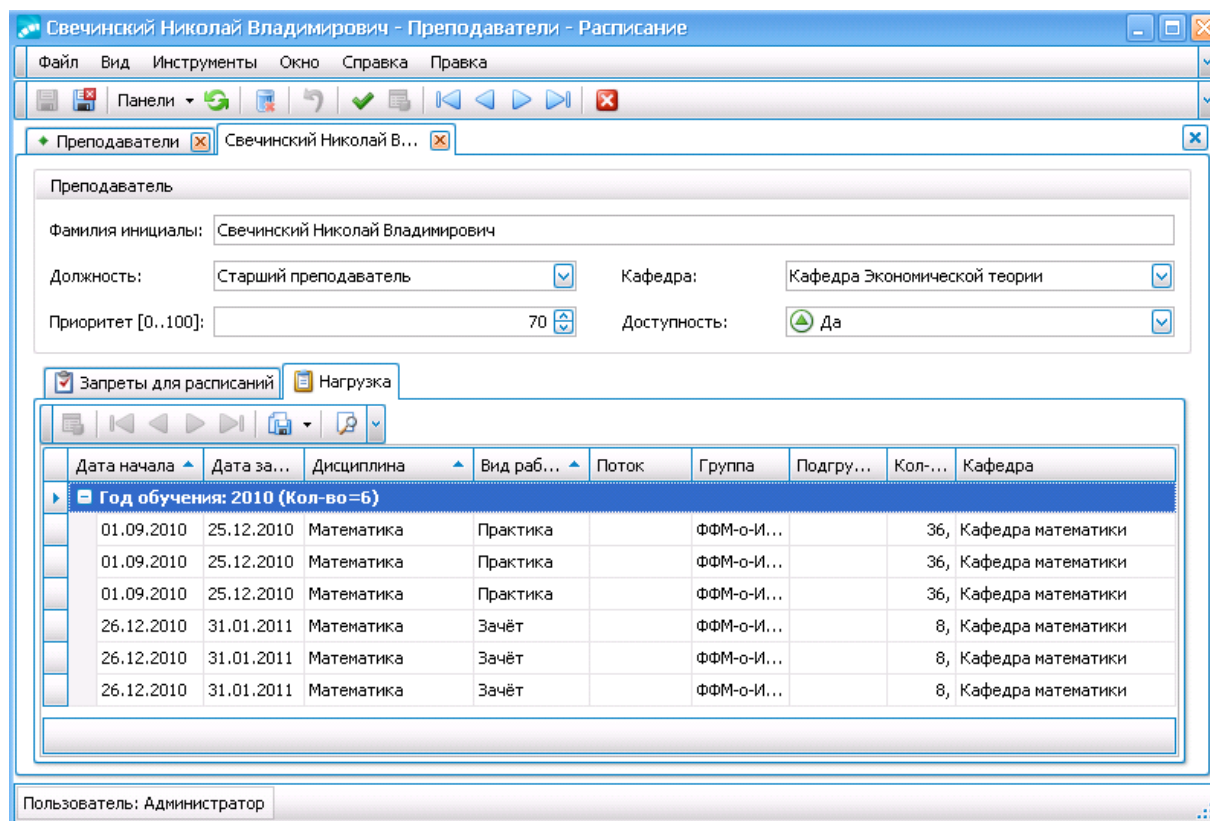 Свечинский Николай Владимирович - Преподаватели - Расписание
Файл Вид Инструменты Окно Справка Правка
Панели
Преподаватели Свечинский Николай В...
Преподаватель
Фамилия инициалы: Свечинский Николай Владимирович
Должность: Старший преподаватель Кафедра: Кафедра Экономической теории
Приоритет [0..100]: 70 Доступность: Да
Запреты для расписаний Нагрузка
Дата начала Дата за... Дисциплина Вид раб... Поток Группа Подгру... Кол-... Кафедра
Год обучения: 2010 (Кол-во=6)
01.09.2010 25.12.2010 Математика Практика ФФМ-о-И... 36, Кафедра математики
01.09.2010 25.12.2010 Математика Практика ФФМ-о-И... 36, Кафедра математики
01.09.2010 25.12.2010 Математика Практика ФФМ-о-И... 36, Кафедра математики
26.12.2010 31.01.2011 Математика Зачёт ФФМ-о-И... 8, Кафедра математики
26.12.2010 31.01.2011 Математика Зачёт ФФМ-о-И... 8, Кафедра математики
26.12.2010 31.01.2011 Математика Зачёт ФФМ-о-И... 8, Кафедра математики
Пользователь: Администратор